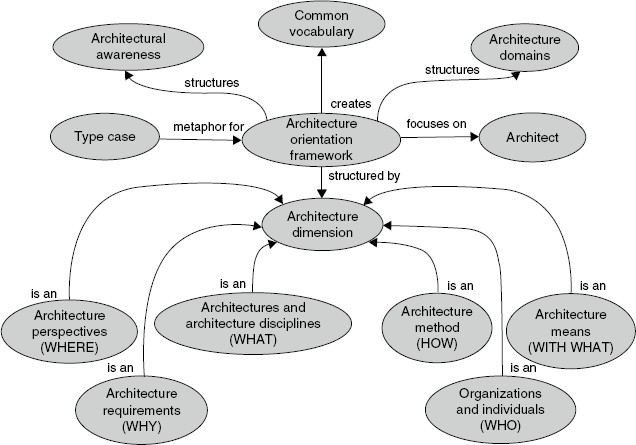 Common
vocabulary
Architectural
awareness
Architecture
domains
structures
structures
creates
Type case
metaphor for
Architecture
orientation
framework
focuses on
Architect
structured by
Architecture
dimension
is an
is an
is an
is an
Architecture
perspectives
(WHERE)
Architectures and
architecture disciplines
(WHAT)
Architecture
method
(HOW)
Architecture
means
(WITH WHAT)
is an
is an
Architecture
requirements
(WHY)
Organizations
and individuals
(WHO)